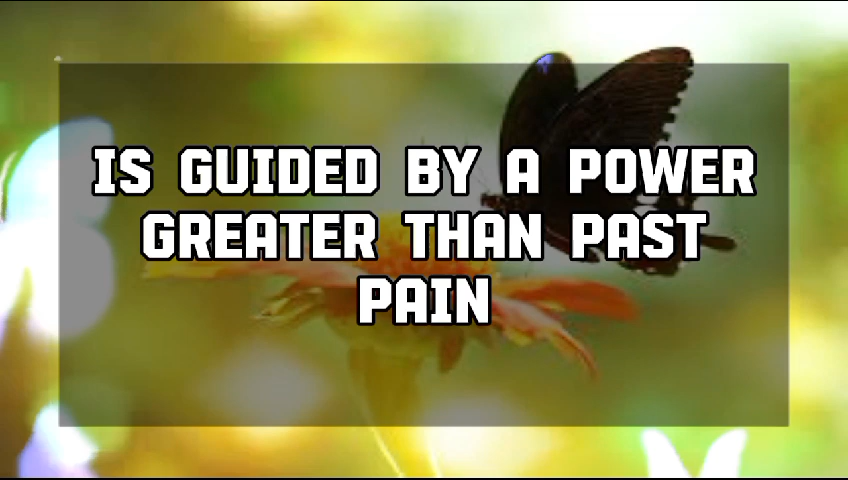 IS GUIDED BY A POWER
GREATER THAN PAST
PAIN